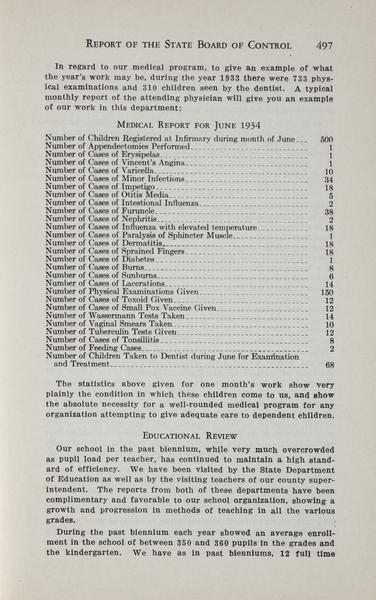 REPORT OF THE STATE BOARD OF CONTROL 497
In regard to our medical program, to give an example of what
the year's work may be, during the year 1933 there were 733 phys-
ical examinations and 310 children seen by the dentist. A typical
monthly report of the attending physician will give you an example
of our work in this department:
MEDICAL REPORT FOR JUNE 1934
Number of Children Registered at Infirmary during month of June 500
Number of Appendectomies Performed 1
Number of Cases of Erysipelas 1
Number of Cases of Vincent's Angina 1
Number of Cases of Varicella 10
Number of Cases of Minor Infections 34
Number of Cases of Impetigo 18
Number of Cases of Otitis Media 5
Number of Cases of Intestional Influenza 2
Number of Cases of Furuncle 38
Number of Cases of Nephritis 2
Number of Cases of Influenza with elevated temperature 18
Number of Cases of Paralysis of Sphincter Muscle 1
Number of Cases of Dermatitis 18
Number of Cases of Sprained Fingers 18
Number of Cases of Diabetes 1
Number of Cases of Burns 8
Number of Cases of Sunburns 6
Number of Cases of Lacerations 14
Number of Physical Examinations Given 150
Number of Cases of Toxoid Given 12
Number of Cases of Small Pox Vaccine Given 12
Number of Wassermann Tests Taken 14
Number of Vaginal Smears Taken 10
Number of Tuberculin Tests Given 12
Number of Cases of Tonsillitis 8
Number of Feeding Cases 2
Number of Children Taken to Dentist during June for Examination
and Treatment 68
The statistics above given for one month's work show very
plainly the condition in which these children come to us, and show
the absolute necessity for a well-rounded medical program for any
organization attempting to give adequate care to dependent children.
EDUCATIONAL REVIEW
Our school in the past biennium, while very much overcrowded
as pupil load per teacher, has continued to maintain a high stand-
ard of efficiency. We have been visited by the State Department
of Education as well as by the visiting teachers of our county super-
intendent. The reports from both of these departments have been
complimentary and favorable to our school organization, showing a
growth and progression in methods of teaching in all the various
grades.
During the past biennium each year showed an average enroll-
ment in the school of between 350 and 360 pupils in the grades and
the kindergarten. We have as in past bienniums, 12 full time